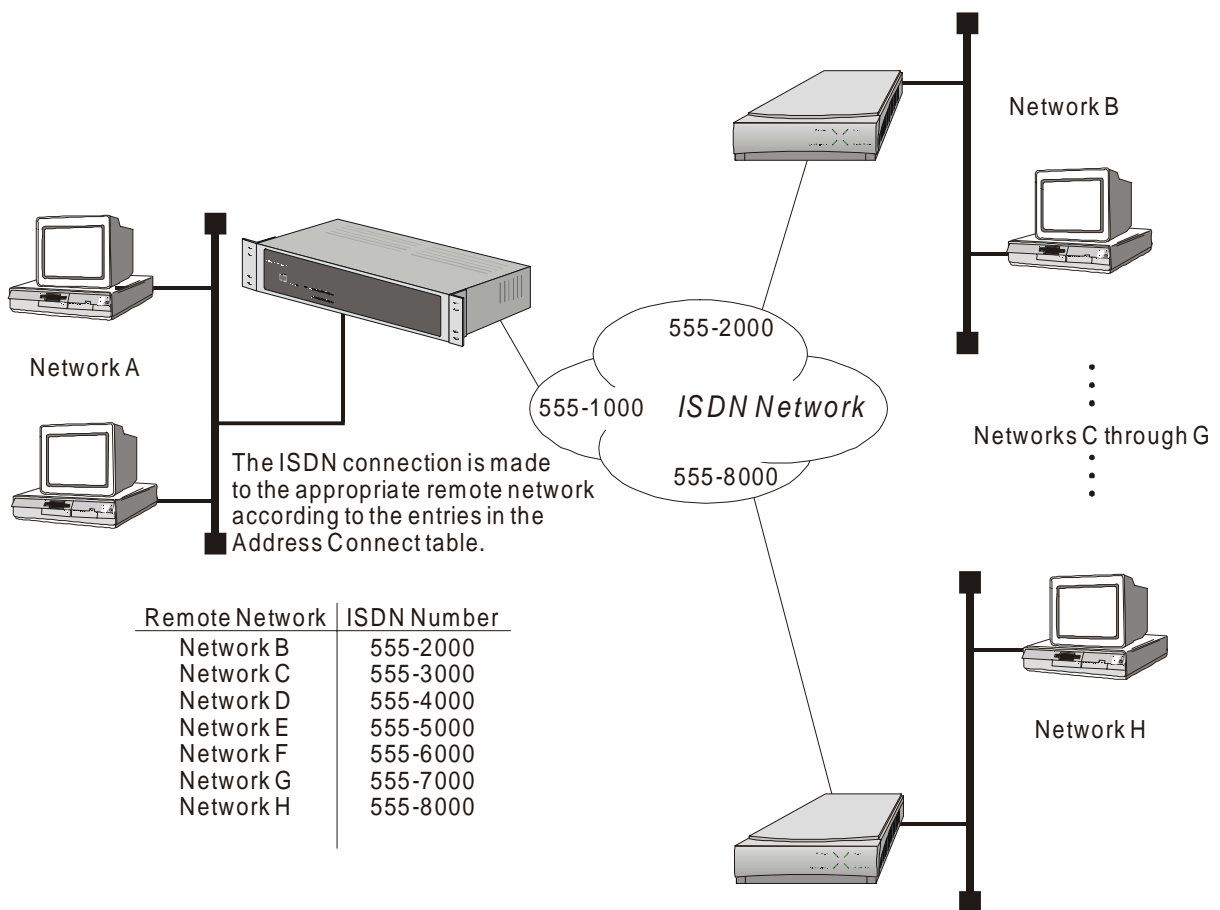 Network B
555-2000
Network A
555-1000
ISDN Network
Networks C through G
555-8000
The ISDN connection is made
to the appropriate remote network
according to the entries in the
Address Connect table.
Remote Network ISDN Number
Network B 555-2000
Network C 555-3000
Network D 555-4000
Network E 555-5000
Network F 555-6000
Network G 555-7000
Network H 555-8000
Network H